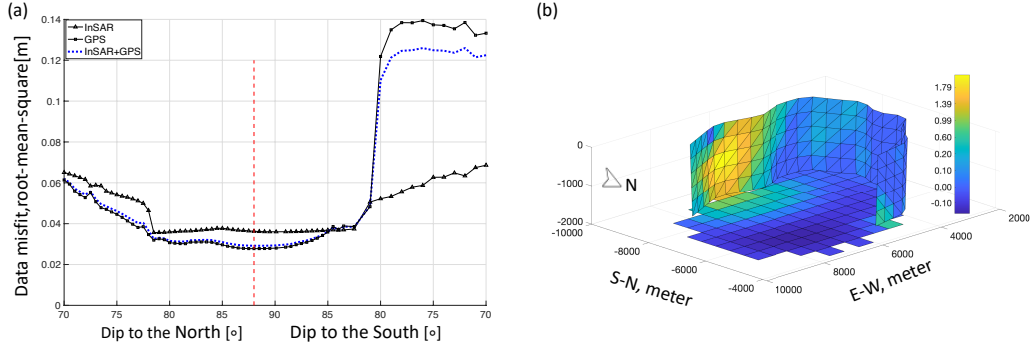 (a)
InSAR
GPS
InSAR+GPS
Data misfit,root-mean-square[m]
0.14
0.12
0.1
0.08
0.06
0.04
0.02
0
70 75 80 85 90 85 80 75 70
Dip to the North [∘] Dip to the South [∘]
(b)
0
-1000
-2000
-10000
-8000
-6000
-4000
S-N, meter
10000
8000
6000
4000
2000
E-W, meter
N
1.79
1.40
0.99
0.60
0.20
0.00
-0.10